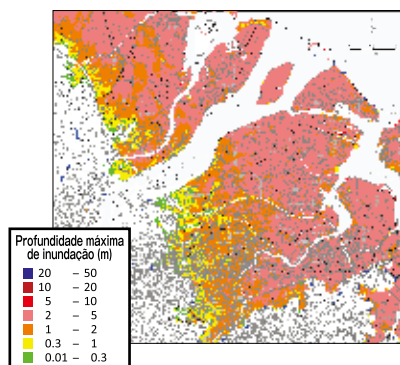 Profundidade máxima
de inundação (m)
20 – 50
10 – 20
5 – 10
2 – 5
1 – 2
0.3 – 1
0.01 – 0.3